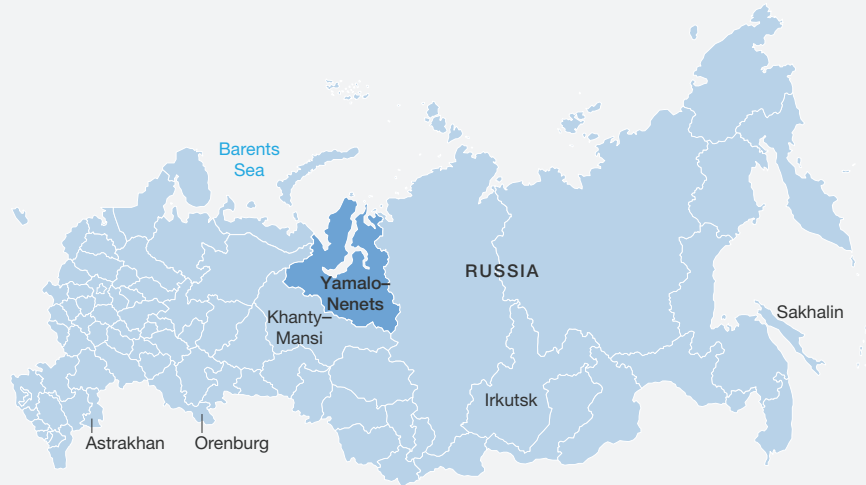 Barents
Sea
RUSSIA
Yamalo–
Nenets
Khanty–
Mansi
Sakhalin
Irkutsk
Astrakhan
Orenburg